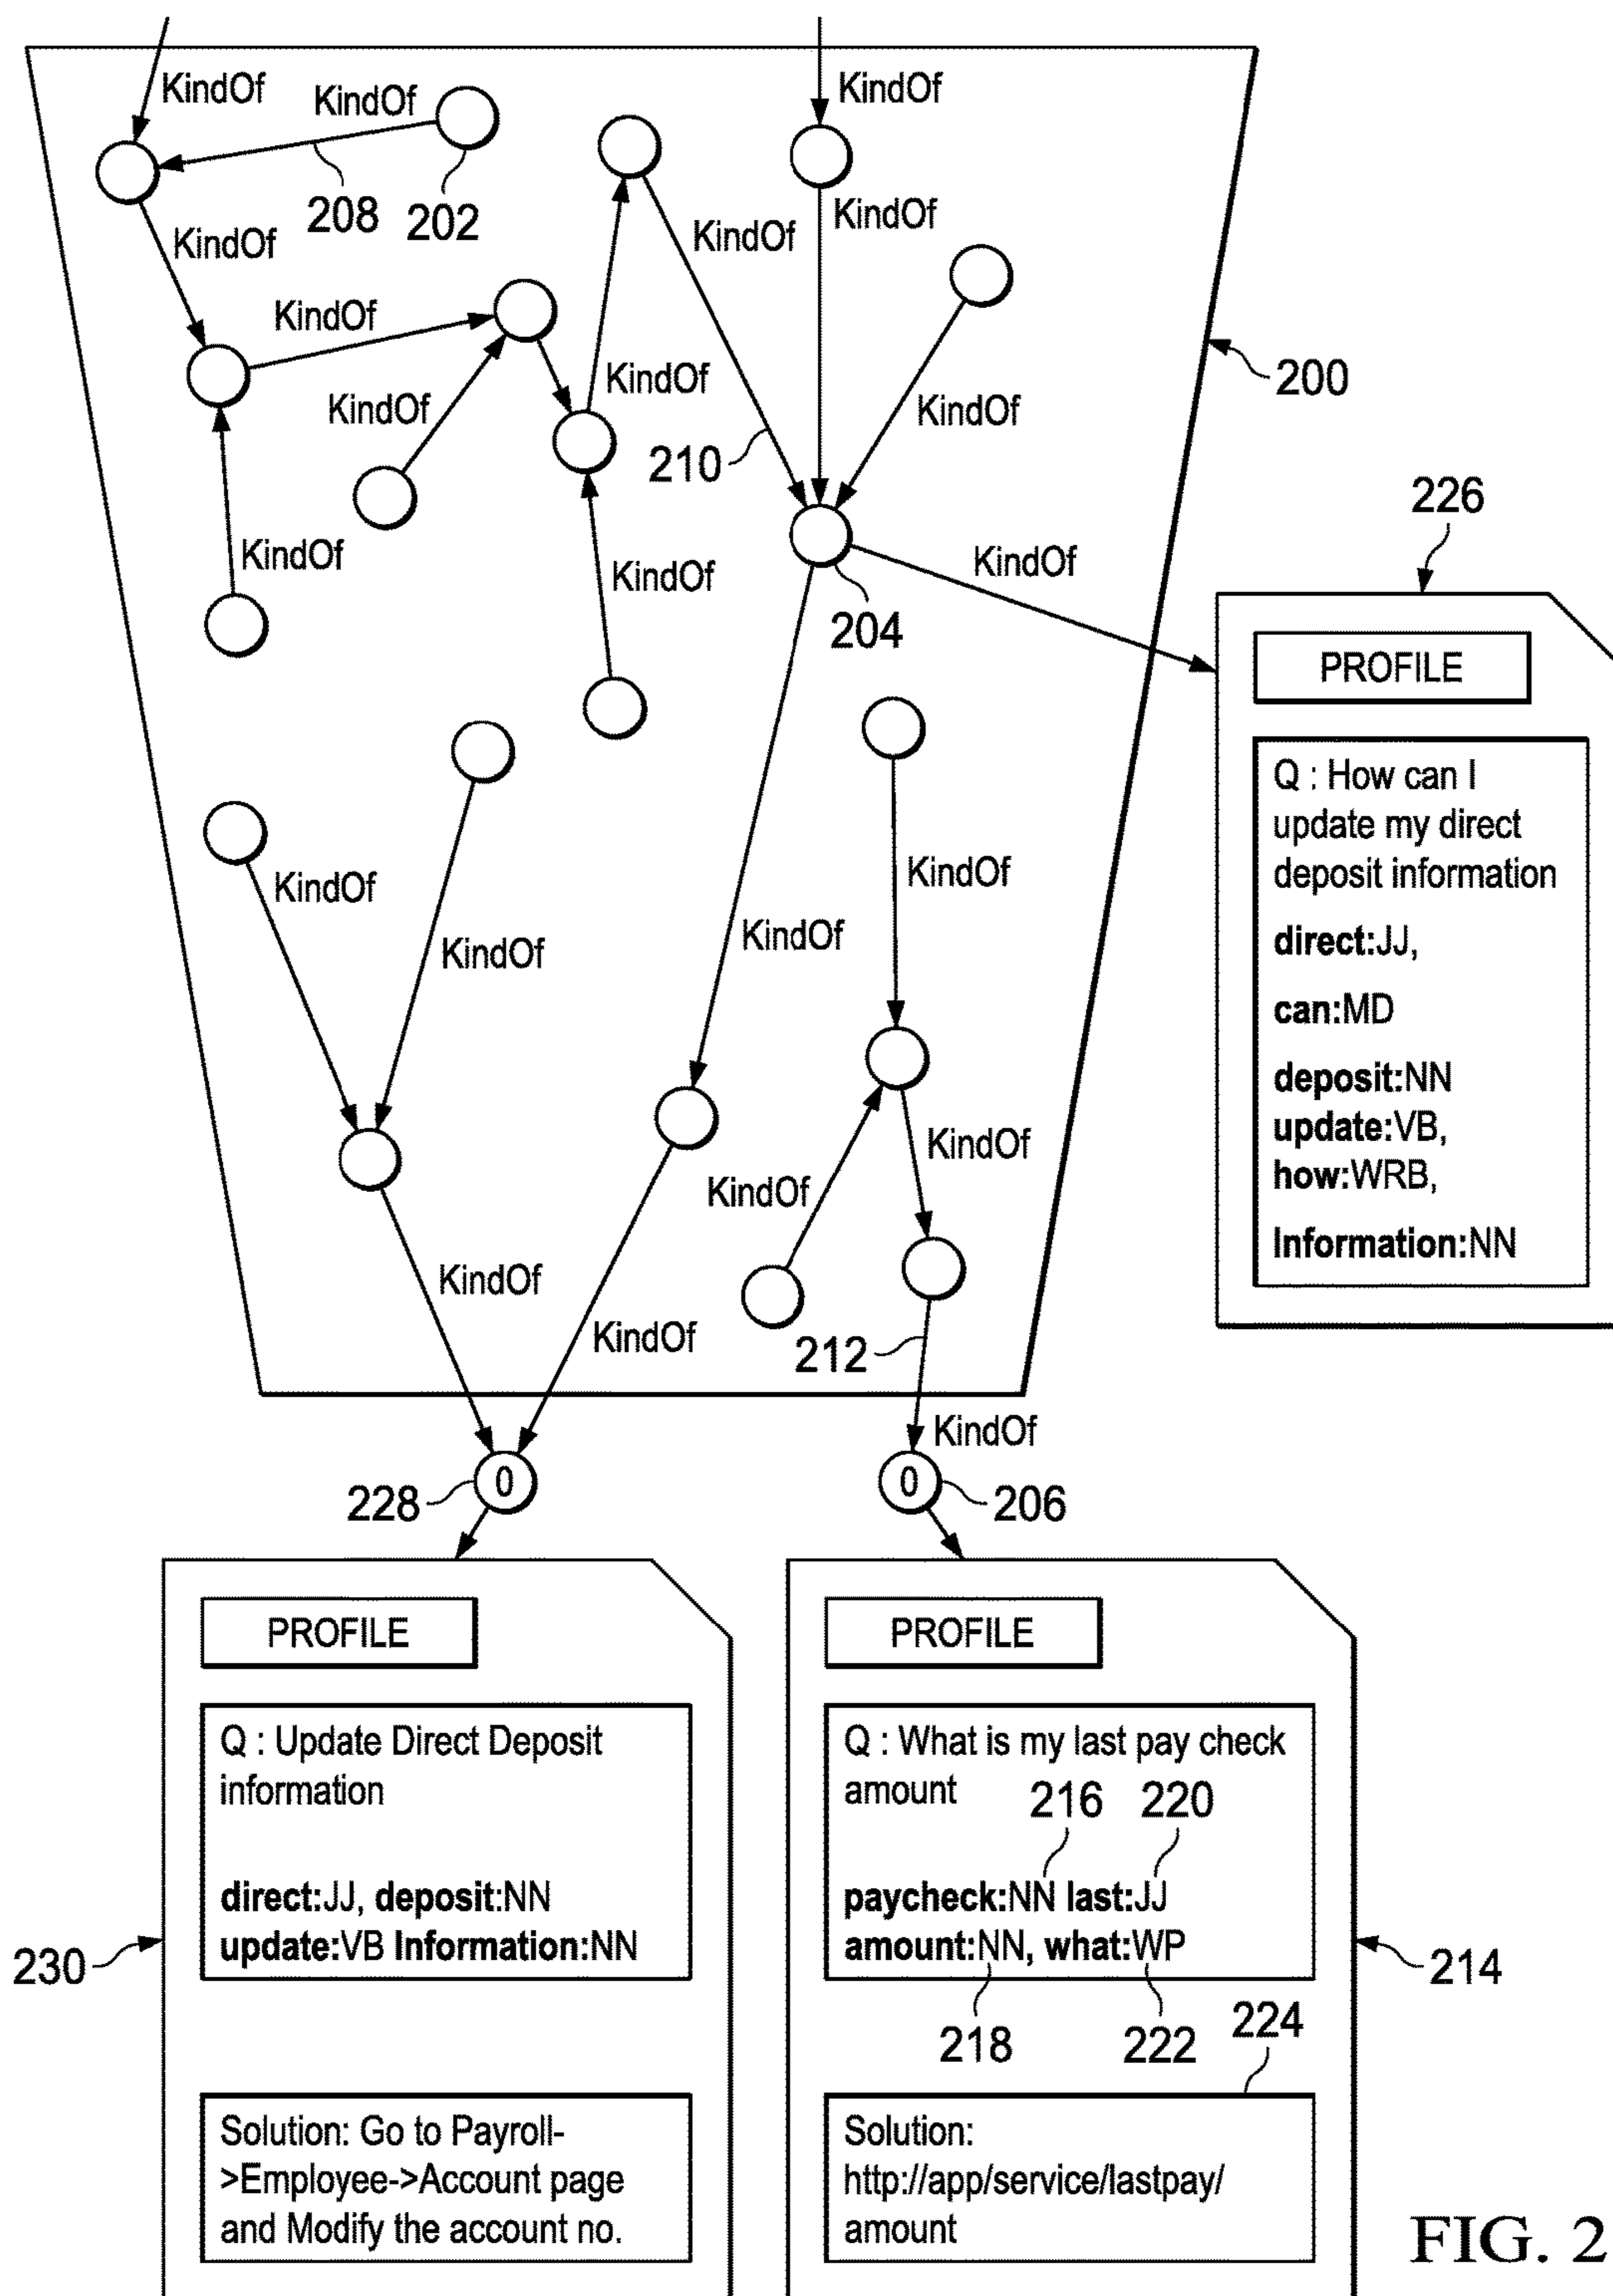 KindOf
KindOf
KindOf
208
202
KindOf
KindOf
KindOf
KindOf
KindOf
200
KindOf
KindOf
KindOf
210
226
KindOf
KindOf
KindOf
204
PROFILE
Q : How can I
update my direct
deposit information
direct:JJ,
can:MD
deposit:NN
update:VB,
how:WRB,
Information:NN
KindOf
KindOf
KindOf
KindOf
KindOf
KindOf
KindOf
KindOf
212
KindOf
228
0
0
206
PROFILE
Q : Update Direct Deposit
information
direct:JJ, deposit:NN
update:VB Information:NN
230
Solution: Go to Payroll-
>Employee->Account page
and Modify the account no.
PROFILE
Q : What is my last pay check
amount
216
220
paycheck:NN last:JJ
amount:NN, what:WP
214
218
222
224
Solution:
http://app/service/lastpay/
amount
FIG. 2